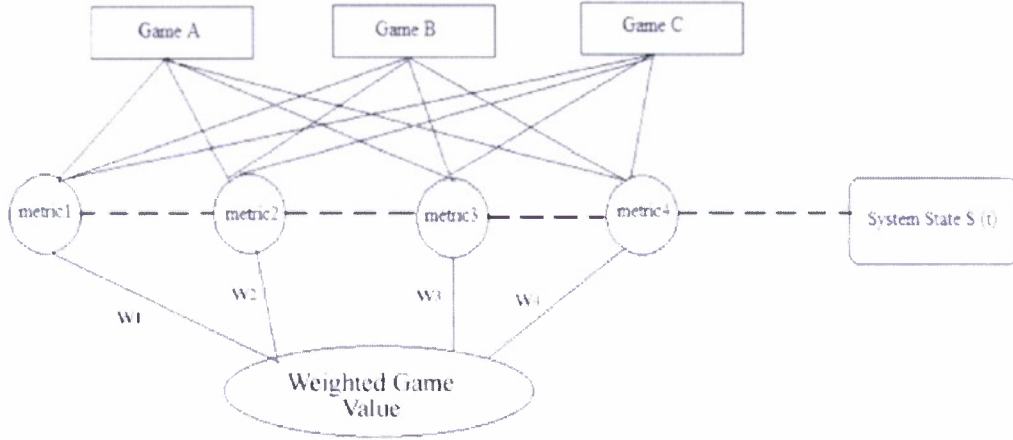 Game A
Game B
Game C
metric1
metric2
metric3
metric4
System State S (t)
W1
W2
W3
Weighted Game
Value